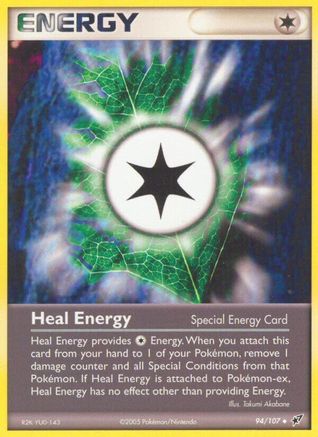 ENERGY
Heal Energy Special Energy Card
Heal Energy provides Energy. When you attach
this card from your hand to 1 of your Pokémon, remove 1
damage counter and all Special Conditions from that
Pokémon. If Heal Energy is attached to Pokémon-ex,
Heal Energy has no effect other than providing Energy.
Illus. Takumi Akabane
R2K-YU0-143 ©2005 Pokémon/Nintendo 94/107